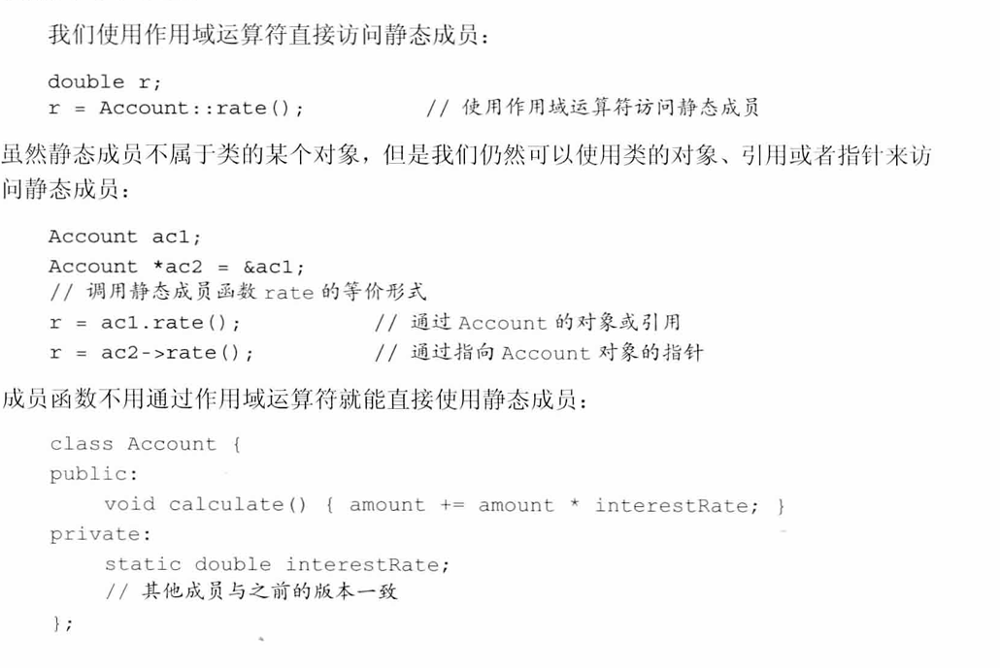 我们使用作用域运算符直接访问静态成员：
double r;
r = Account::rate(); // 使用作用域运算符访问静态成员
虽然静态成员不属于类的某个对象，但是我们仍然可以使用类的对象、引用或者指针来访
问静态成员：
Account ac1;
Account *ac2 = &ac1;
// 调用静态成员函数 rate 的等价形式
r = ac1.rate(); // 通过 Account 的对象或引用
r = ac2->rate(); // 通过指向 Account 对象的指针
成员函数不用通过作用域运算符就能直接使用静态成员：
class Account {
public:
void calculate() { amount += amount * interestRate; }
private:
static double interestRate;
// 其他成员与之前的版本一致
};